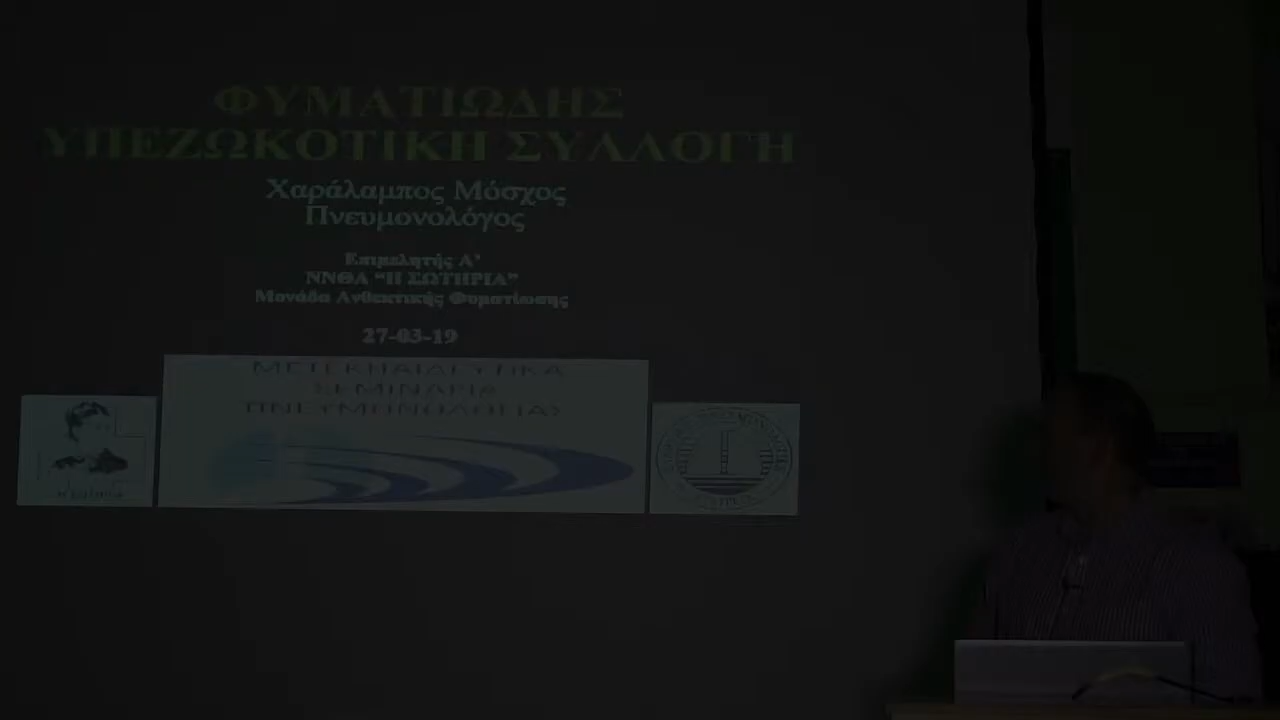 ΦΥΜΑΤΙΩΔΗΣ
ΥΠΕΖΩΚΟΤΙΚΗ ΣΥΛΛΟΓΗ
Χαράλαμπος Μόσχος
Πνευμονολόγος
Επιμελητής Α'
ΝΝΘΑ “Η ΣΩΤΗΡΙΑ”
Μονάδα Ανθεκτικής Φυματίωσης
27-03-19
ΜΕΤΕΚΠΑΙΔΕΥΤΙΚΑ
ΣΕΜΙΝΑΡΙΑ
ΠΝΕΥΜΟΝΟΛΟΓΙΑΣ